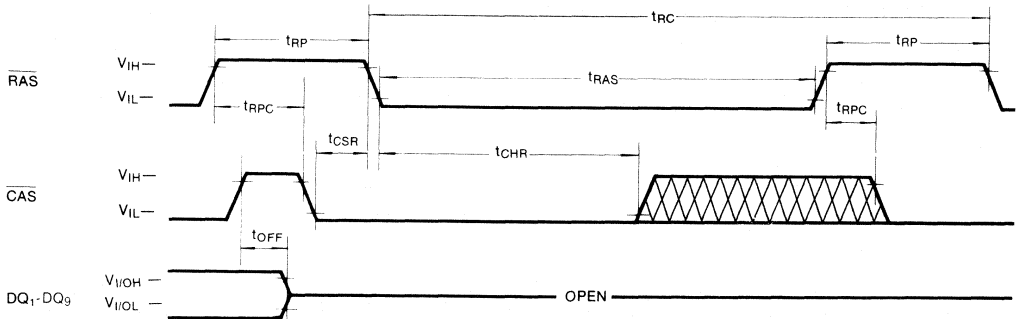 tRC
tRP
tRP
RAS
VIH
VIL
tRAS
tRPC
tRPC
tCSR
tCHR
CAS
VIH
VIL
tOFF
DQ1-DQ9
VI/OH
VI/OL
OPEN